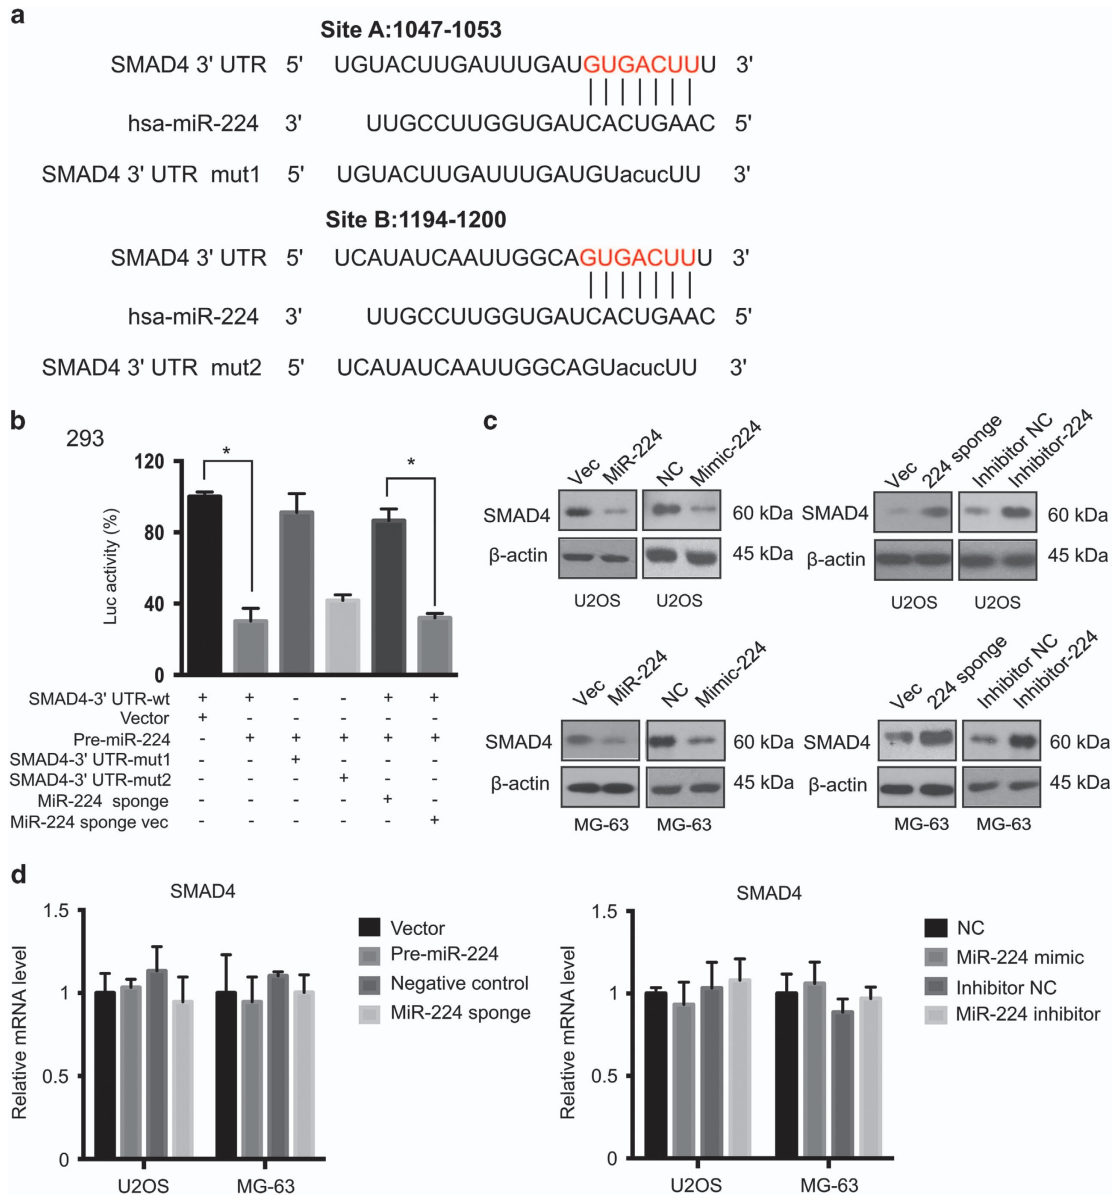 a
Site A:1047-1053
SMAD4 3' UTR 5' UGUACUUGAUUUGAUGUGACUUU 3'
hsa-miR-224 3' UUGCCUUGGUGAUCACUGAAC 5'
SMAD4 3' UTR mut1 5' UGUACUUGAUUUGAUGUacucUU 3'
Site B:1194-1200
SMAD4 3' UTR 5' UCAUAUCAAUUGGCAGUGACUUU 3'
hsa-miR-224 3' UUGCCUUGGUGAUCACUGAAC 5'
SMAD4 3' UTR mut2 5' UCAUAUCAAUUGGCAGUacucUU 3'
b
293
Luc activity (%)
120
80
40
0
* *
SMAD4-3' UTR-wt + + - - + +
Vector + - - - - -
Pre-miR-224 - + + + + +
SMAD4-3' UTR-mut1 - - + - - -
SMAD4-3' UTR-mut2 - - - + - -
MiR-224 sponge - - - - + -
MiR-224 sponge vec - - - - - +
c
Vec MiR-224 NC Mimic-224
SMAD4 60 kDa
β-actin 45 kDa
U2OS U2OS
Vec 224 sponge Inhibitor NC Inhibitor-224
SMAD4 60 kDa
β-actin 45 kDa
U2OS U2OS
Vec MiR-224 NC Mimic-224
SMAD4 60 kDa
β-actin 45 kDa
MG-63 MG-63
Vec 224 sponge Inhibitor NC Inhibitor-224
SMAD4 60 kDa
β-actin 45 kDa
MG-63 MG-63
d
SMAD4
Relative mRNA level
1.5
1
0.5
0
U2OS MG-63
Vector
Pre-miR-224
Negative control
MiR-224 sponge
SMAD4
Relative mRNA level
1.5
1
0.5
0
U2OS MG-63
NC
MiR-224 mimic
Inhibitor NC
MiR-224 inhibitor